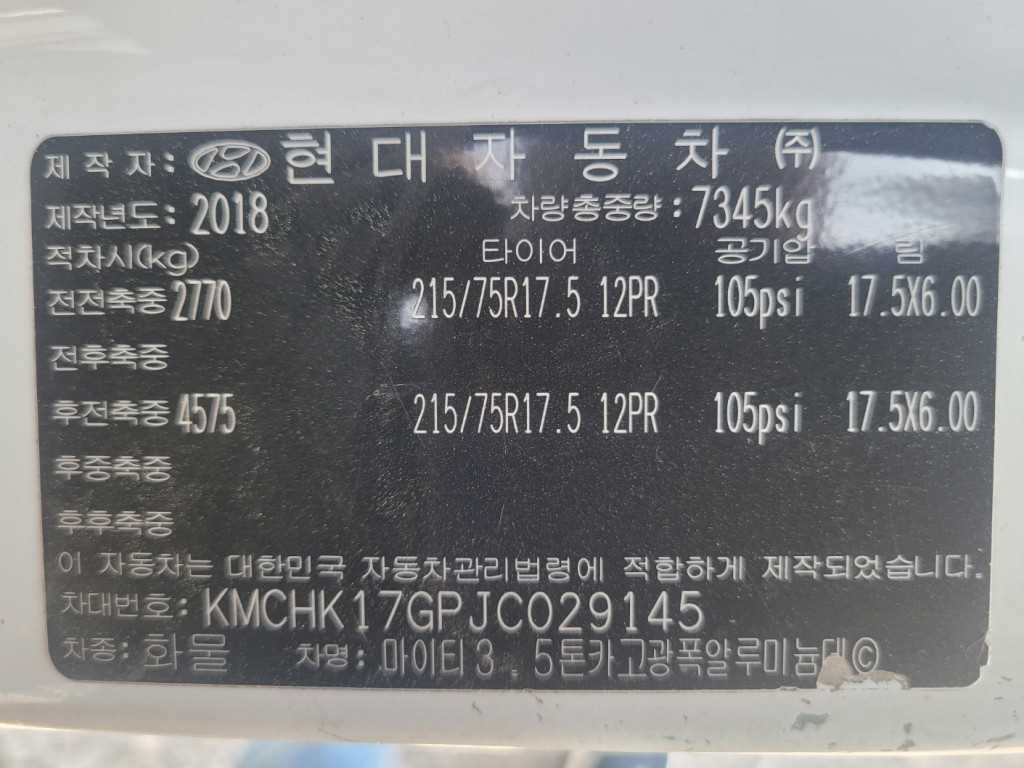 제 작 자 : 현 대 자 동 차 ㈜
제작년도 : 2018 차량총중량 : 7345kg
적차시(kg) 타이어 공기압 림
전전축중 2770 215/75R17.5 12PR 105psi 17.5X6.00
전후축중
후전축중 4575 215/75R17.5 12PR 105psi 17.5X6.00
후중축중
후후축중
이 자동차는 대한민국 자동차관리법령에 적합하게 제작되었습니다.
차대번호: KMCHK17GPJC029145
차종: 화물 차명: 마이티3.5톤카고광폭알루미늄데©